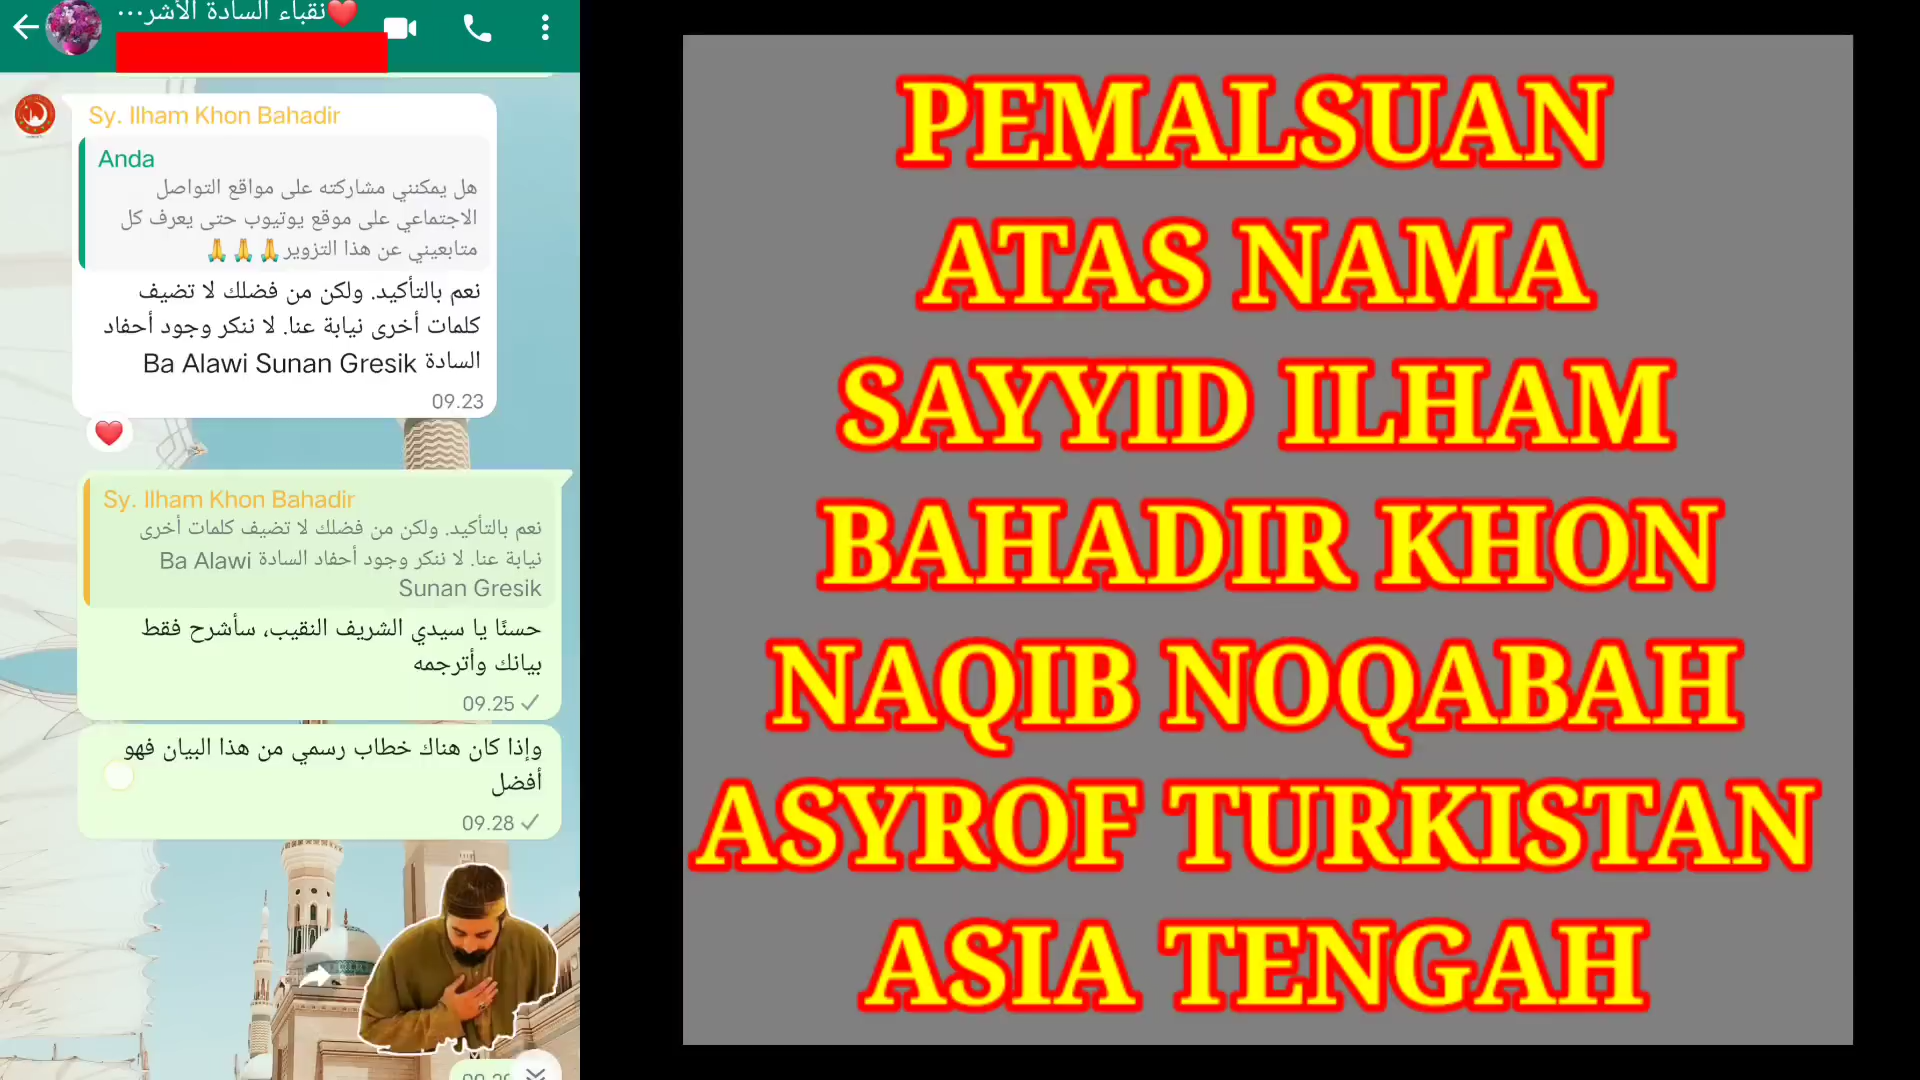 نقباء السادة الأشر...
Sy. Ilham Khon Bahadir
Anda
هل يمكنني مشاركته على مواقع التواصل
الاجتماعي على موقع يوتيوب حتى يعرف كل
متابعيني عن هذا التزوير🙏🙏🙏
نعم بالتأكيد. ولكن من فضلك لا تضيف
كلمات أخرى نيابة عنا. لا ننكر وجود أحفاد
السادة Ba Alawi Sunan Gresik
09.23
Sy. Ilham Khon Bahadir
نعم بالتأكيد. ولكن من فضلك لا تضيف كلمات أخرى
نيابة عنا. لا ننكر وجود أحفاد السادة Ba Alawi
Sunan Gresik
حسنًا يا سيدي الشريف النقيب، سأشرح فقط
بيانك وأترجمه
09.25
وإذا كان هناك خطاب رسمي من هذا البيان فهو
أفضل
09.28
PEMALSUAN
ATAS NAMA
SAYYID ILHAM
BAHADIR KHON
NAQIB NOQABAH
ASYROF TURKISTAN
ASIA TENGAH